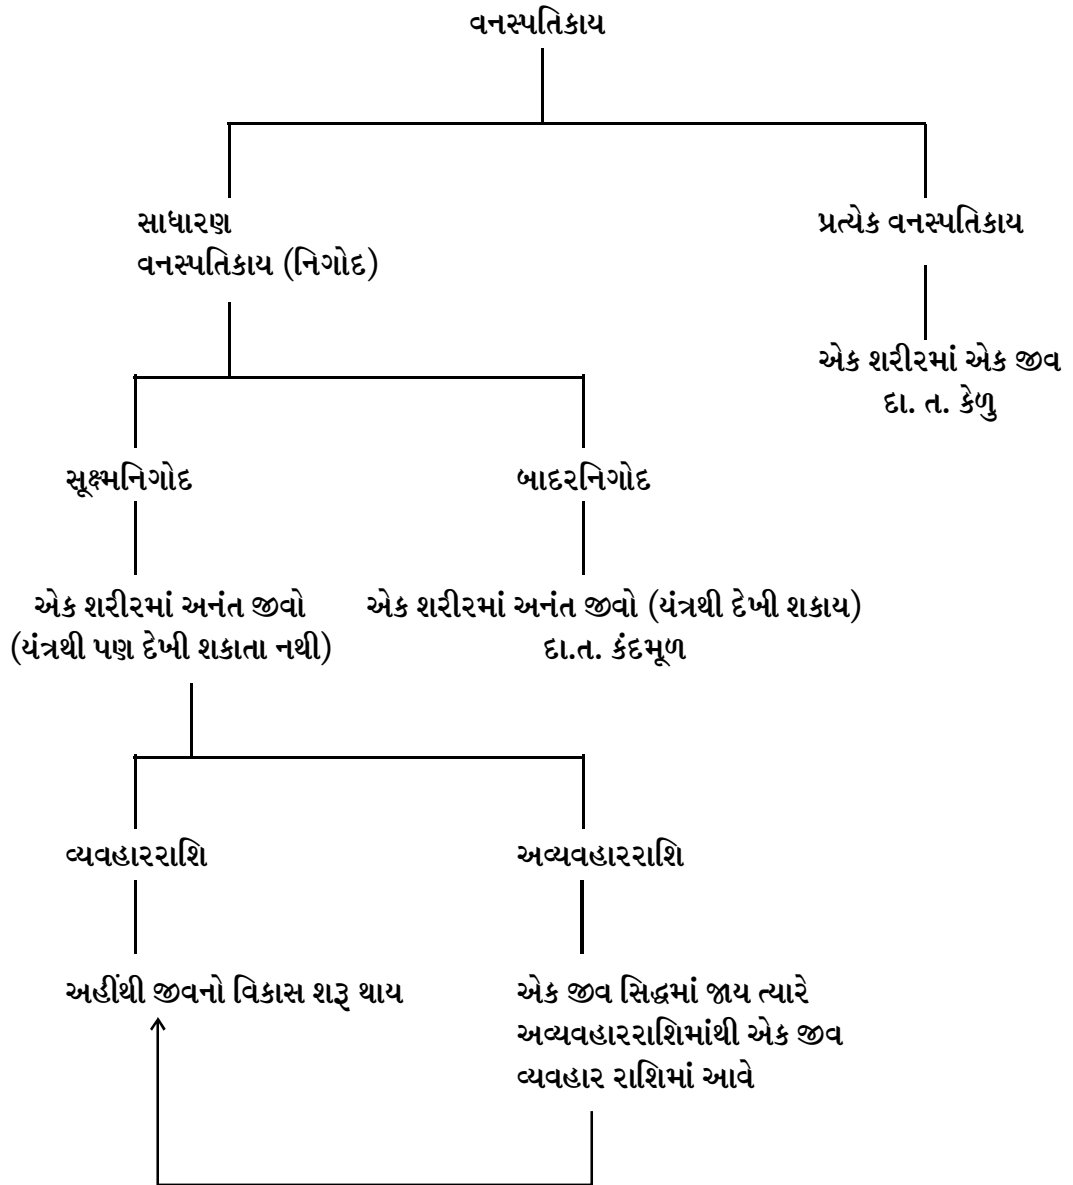 વનસ્પતિકાય
સાધારણ
વનસ્પતિકાય (નિગોદ)
પ્રત્યેક વનસ્પતિકાય
એક શરીરમાં એક જીવ
દા. ત. કેળુ
સૂક્ષ્મનિગોદ
બાદરનિગોદ
એક શરીરમાં અનંત જીવો
(યંત્રથી પણ દેખી શકાતા નથી)
એક શરીરમાં અનંત જીવો (યંત્રથી દેખી શકાય)
દા.ત. કંદમૂળ
વ્યવહારરાશિ
અવ્યવહારરાશિ
અહીંથી જીવનો વિકાસ શરૂ થાય
એક જીવ સિદ્ધમાં જાય ત્યારે
અવ્યવહારરાશિમાંથી એક જીવ
વ્યવહાર રાશિમાં આવે